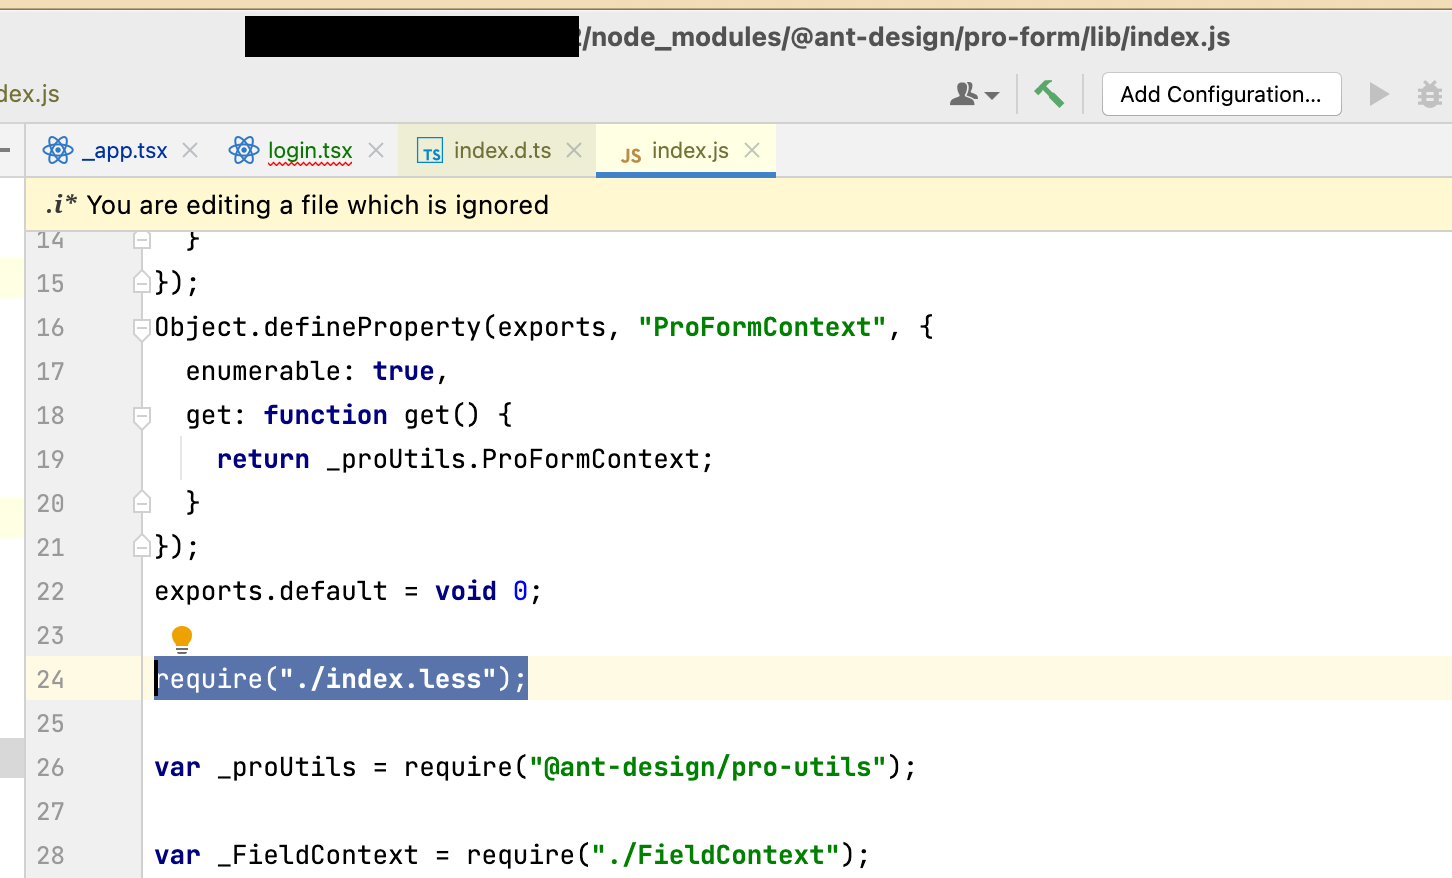 /node_modules/@ant-design/pro-form/lib/index.js
dex.js
Add Configuration...
_app.tsx
login.tsx
TS index.d.ts
JS index.js
.i* You are editing a file which is ignored
14   }
15 });
16 Object.defineProperty(exports, "ProFormContext", {
17   enumerable: true,
18   get: function get() {
19     return _proUtils.ProFormContext;
20   }
21 });
22 exports.default = void 0;
23
24 require("./index.less");
25
26 var _proUtils = require("@ant-design/pro-utils");
27
28 var _FieldContext = require("./FieldContext");